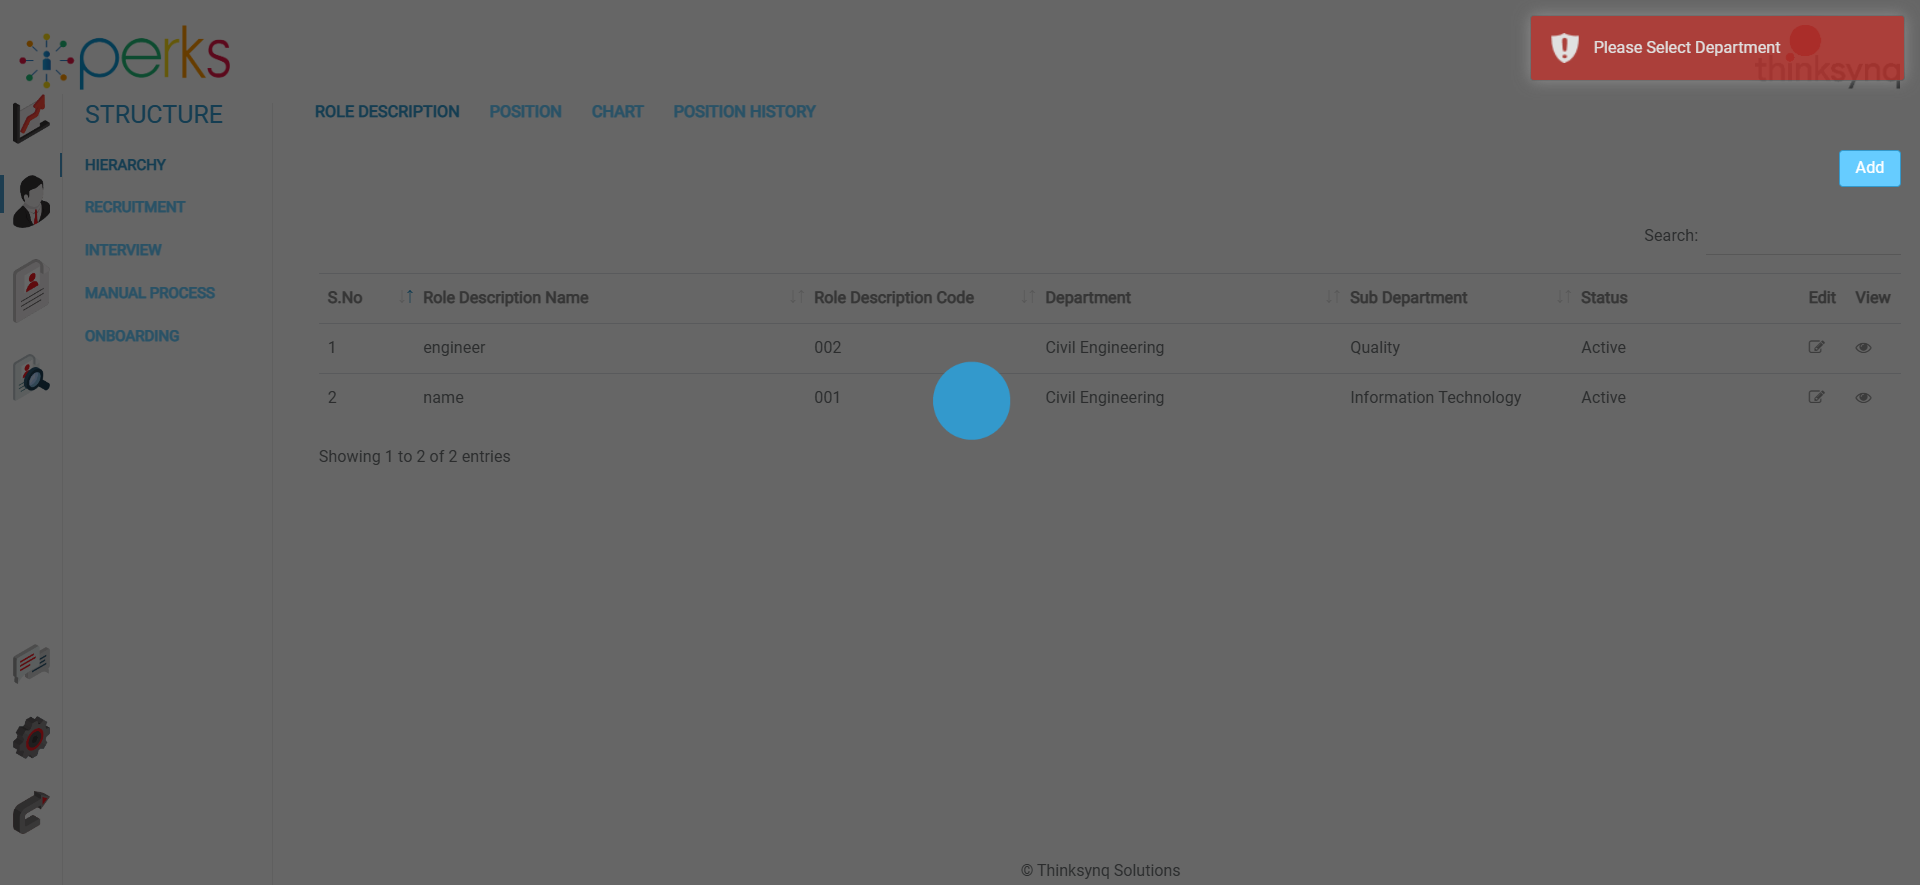 perks
Please Select Department
thinksynq
STRUCTURE
ROLE DESCRIPTION POSITION CHART POSITION HISTORY
HIERARCHY
RECRUITMENT
INTERVIEW
MANUAL PROCESS
ONBOARDING
Add
Search:
S.No Role Description Name Role Description Code Department Sub Department Status Edit View
1 engineer 002 Civil Engineering Quality Active
2 name 001 Civil Engineering Information Technology Active
Showing 1 to 2 of 2 entries
© Thinksynq Solutions